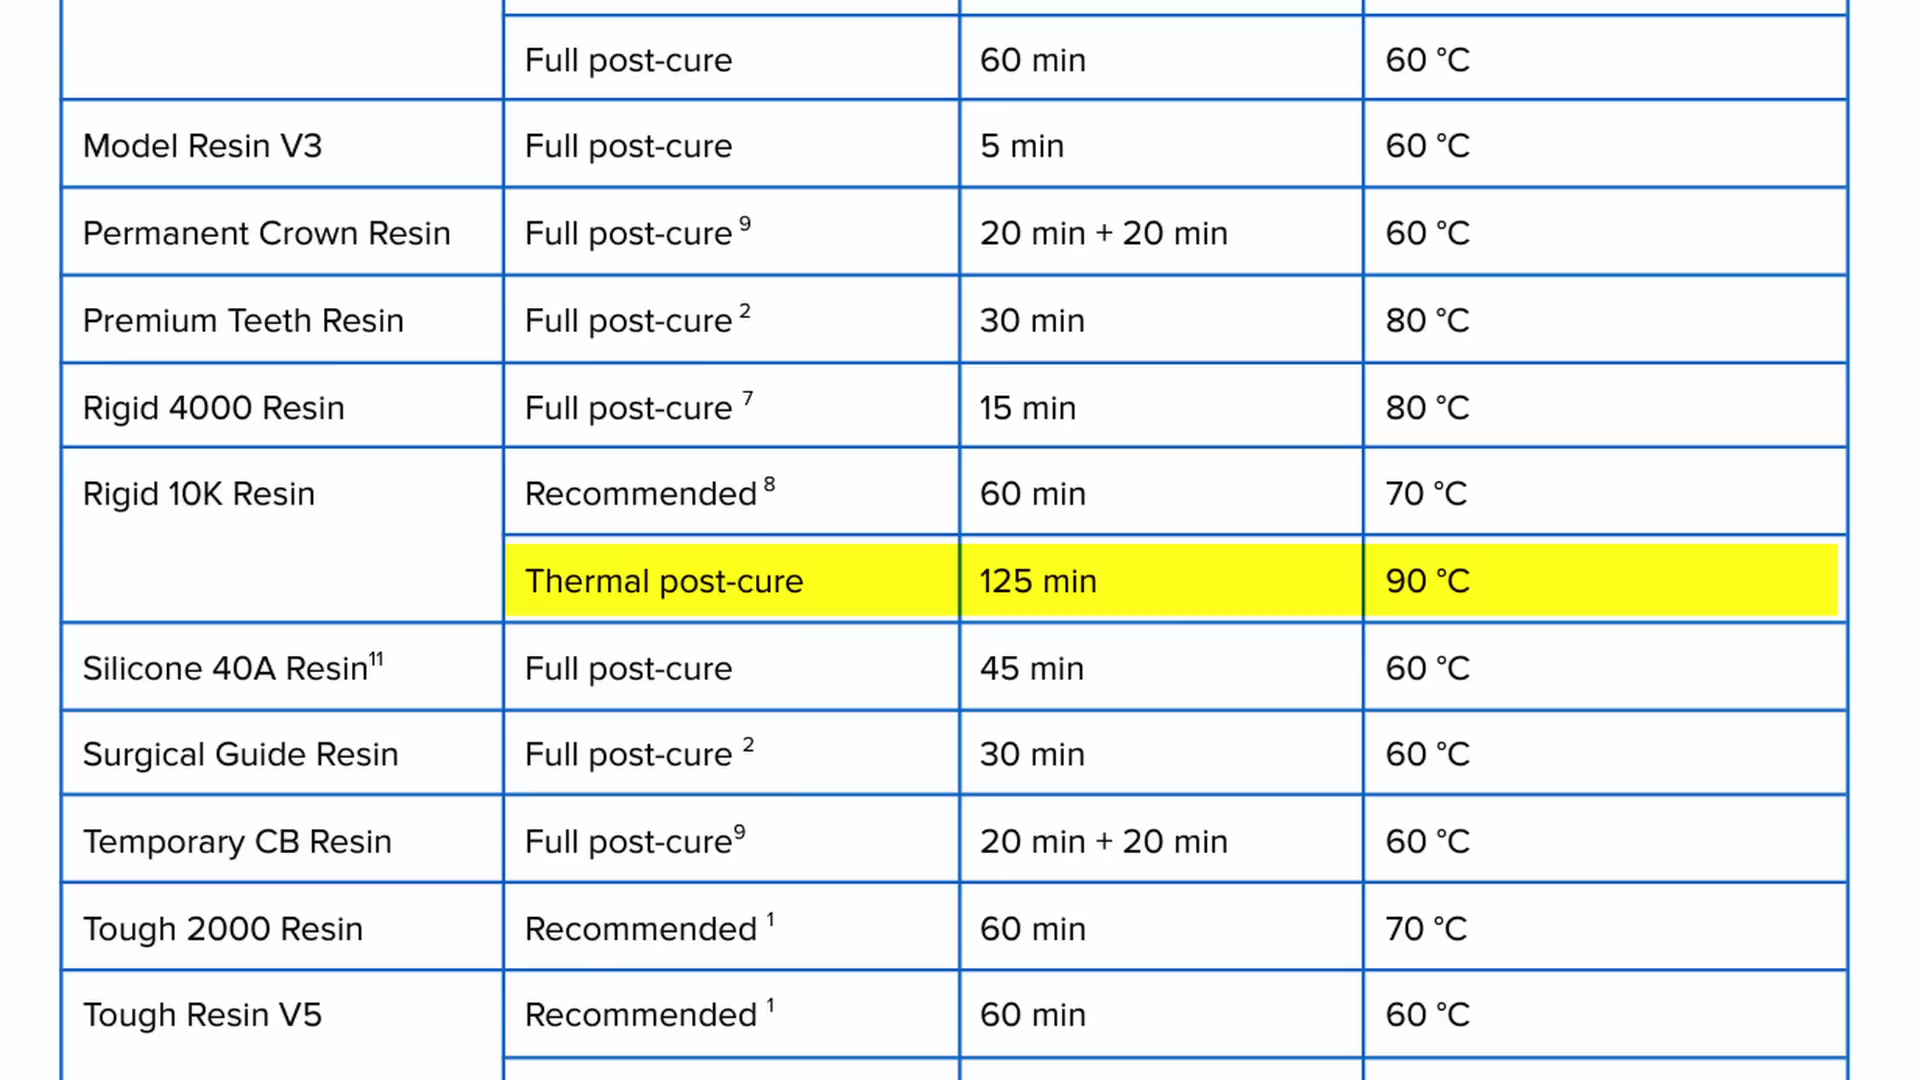 Full post-cure 60 min 60 °C
Model Resin V3 Full post-cure 5 min 60 °C
Permanent Crown Resin Full post-cure ⁹ 20 min + 20 min 60 °C
Premium Teeth Resin Full post-cure ² 30 min 80 °C
Rigid 4000 Resin Full post-cure ⁷ 15 min 80 °C
Rigid 10K Resin Recommended ⁸ 60 min 70 °C
Thermal post-cure 125 min 90 °C
Silicone 40A Resin¹¹ Full post-cure 45 min 60 °C
Surgical Guide Resin Full post-cure ² 30 min 60 °C
Temporary CB Resin Full post-cure⁹ 20 min + 20 min 60 °C
Tough 2000 Resin Recommended ¹ 60 min 70 °C
Tough Resin V5 Recommended ¹ 60 min 60 °C